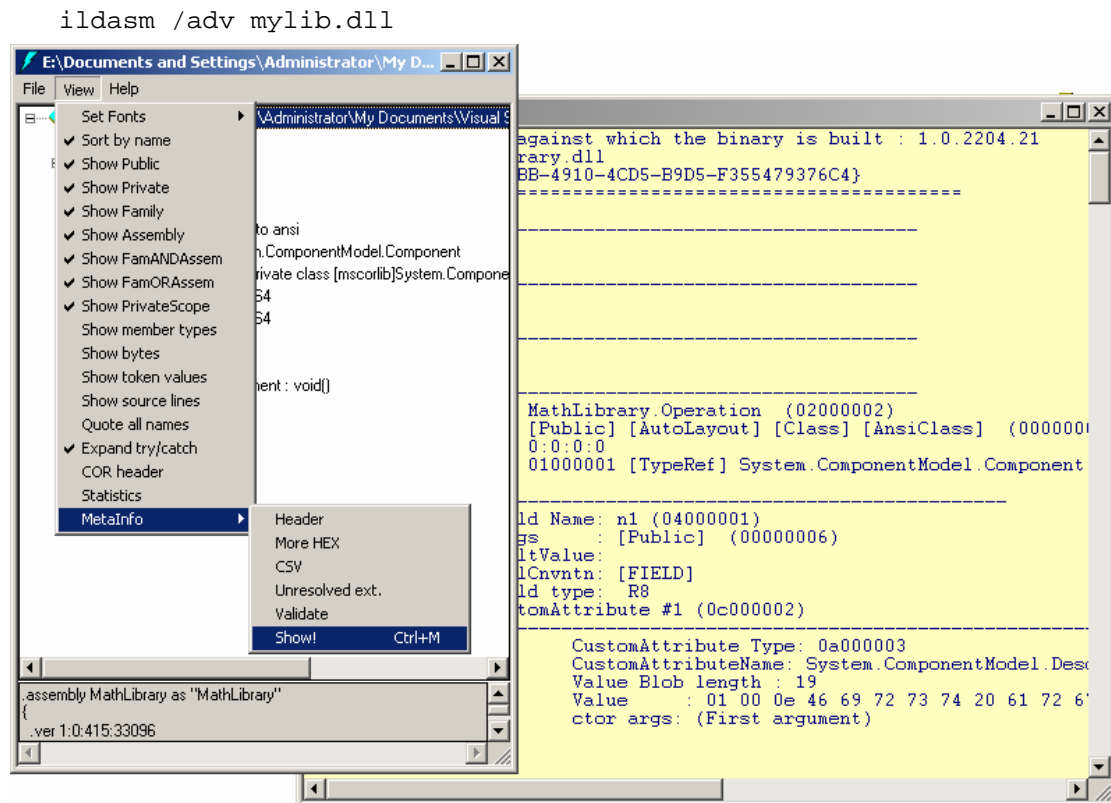 ildasm /adv mylib.dll
E:\Documents and Settings\Administrator\My D...
File View Help
\Administrator\My Documents\Visual S
to ansi
n.ComponentModel.Component
rivate class [mscorlib]System.Compone
64
64
nent : void()
Set Fonts
Sort by name
Show Public
Show Private
Show Family
Show Assembly
Show FamANDAssem
Show FamORAssem
Show PrivateScope
Show member types
Show bytes
Show token values
Show source lines
Quote all names
Expand try/catch
COR header
Statistics
MetaInfo
Header
More HEX
CSV
Unresolved ext.
Validate
Show! Ctrl+M
.assembly MathLibrary as "MathLibrary"
{
.ver 1:0:415:33096
against which the binary is built : 1.0.2204.21
rary.dll
BB-4910-4CD5-B9D5-F355479376C4}
===========================================
-------------------------------------------
-------------------------------------------
-------------------------------------------
-------------------------------------------
MathLibrary.Operation (02000002)
[Public] [AutoLayout] [Class] [AnsiClass] (000000
0:0:0:0
01000001 [TypeRef] System.ComponentModel.Component
-------------------------------------------
ld Name: n1 (04000001)
gs : [Public] (00000006)
ltValue:
lCnvntn: [FIELD]
ld type: R8
tomAttribute #1 (0c000002)
-------------------------------------------
CustomAttribute Type: 0a000003
CustomAttributeName: System.ComponentModel.Desc
Value Blob length : 19
Value : 01 00 0e 46 69 72 73 74 20 61 72 6
ctor args: (First argument)